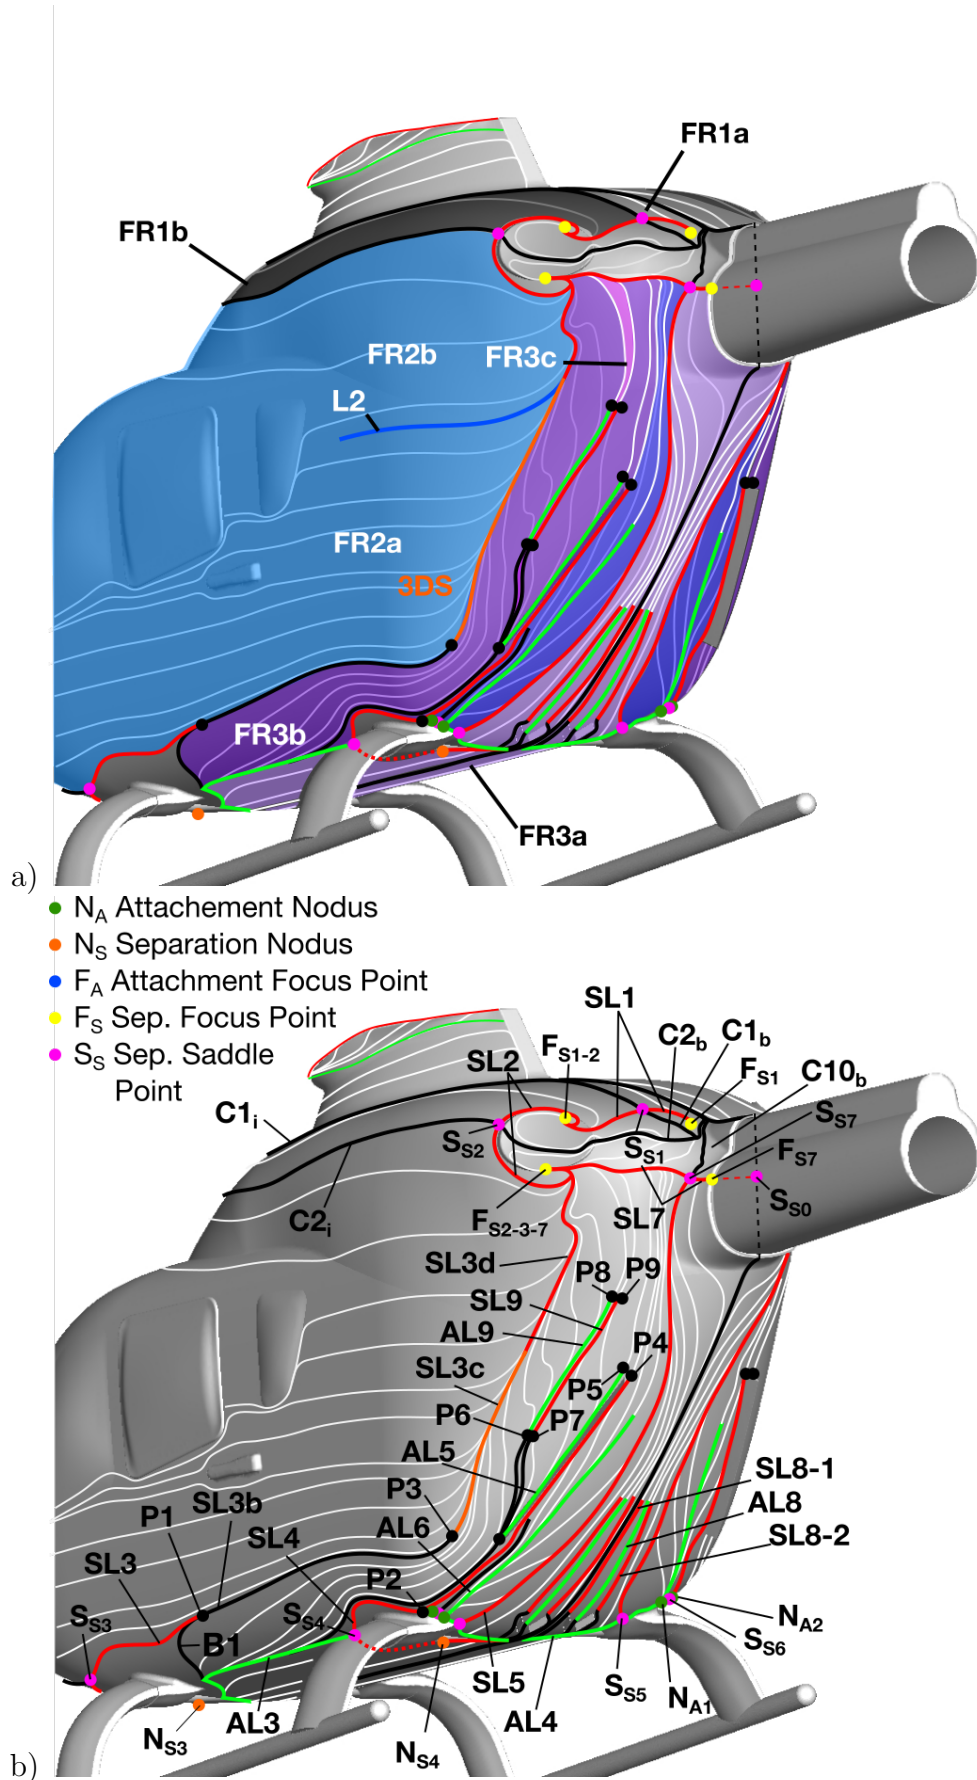 FR1a
FR1b
FR2b
FR3c
L2
FR2a
3DS
FR3b
FR3a
a)
N_A Attachement Nodus
N_S Separation Nodus
F_A Attachment Focus Point
F_S Sep. Focus Point
S_S Sep. Saddle
Point
SL1
F_S1-2
C2_b
C1_b
SL2
F_S1
C10_b
C1_i
S_S7
S_S2
S_S1
F_S7
C2_i
F_S2-3-7
SL7
S_S0
SL3d
P8
P9
SL9
AL9
P4
SL3c
P5
P6
P7
AL5
SL8-1
P3
SL3b
P1
AL8
AL6
SL4
SL8-2
SL3
P2
S_S3
S_S4
N_A2
B1
S_S6
SL5
S_S5
N_A1
AL3
AL4
N_S3
N_S4
b)